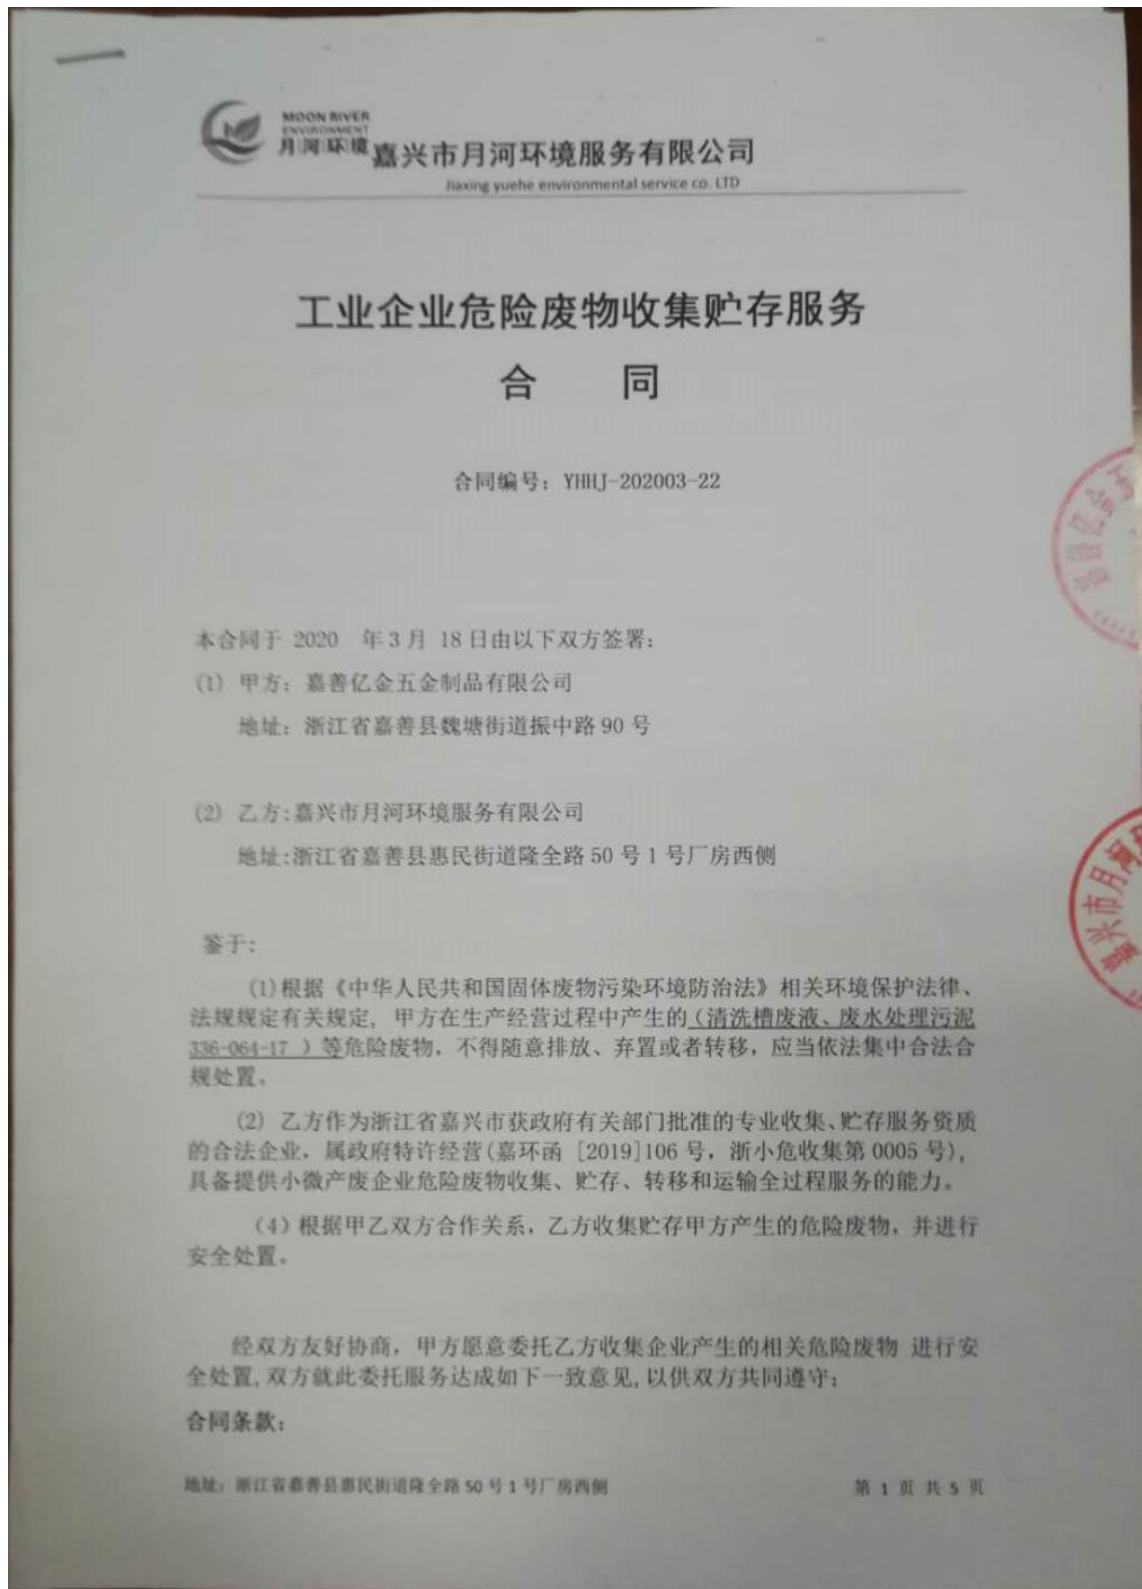 MOON RIVER
ENVIRONMENT
月河环境
嘉兴市月河环境服务有限公司
Jiaxing yuehe environmental service co. LTD
工业企业危险废物收集贮存服务
合 同
合同编号：YHHJ-202003-22
嘉善亿金五
本合同于 2020 年 3 月 18 日由以下双方签署：
(1) 甲方：嘉善亿金五金制品有限公司
地址：浙江省嘉善县魏塘街道振中路 90 号
(2) 乙方:嘉兴市月河环境服务有限公司
地址:浙江省嘉善县惠民街道隆全路 50 号 1 号厂房西侧
嘉兴市月河环
鉴于:
(1)根据《中华人民共和国固体废物污染环境防治法》相关环境保护法律、
法规规定有关规定，甲方在生产经营过程中产生的（清洗槽废液、废水处理污泥
336-064-17 ）等危险废物，不得随意排放、弃置或者转移，应当依法集中合法合
规处置。
(2) 乙方作为浙江省嘉兴市获政府有关部门批准的专业收集、贮存服务资质
的合法企业，属政府特许经营(嘉环函 [2019]106 号，浙小危收集第 0005 号)，
具备提供小微产废企业危险废物收集、贮存、转移和运输全过程服务的能力。
（4）根据甲乙双方合作关系，乙方收集贮存甲方产生的危险废物，并进行
安全处置。
经双方友好协商，甲方愿意委托乙方收集企业产生的相关危险废物 进行安
全处置,双方就此委托服务达成如下一致意见,以供双方共同遵守：
合同条款：
地址：浙江省嘉善县惠民街道隆全路 50 号 1 号厂房西侧
第 1 页 共 5 页